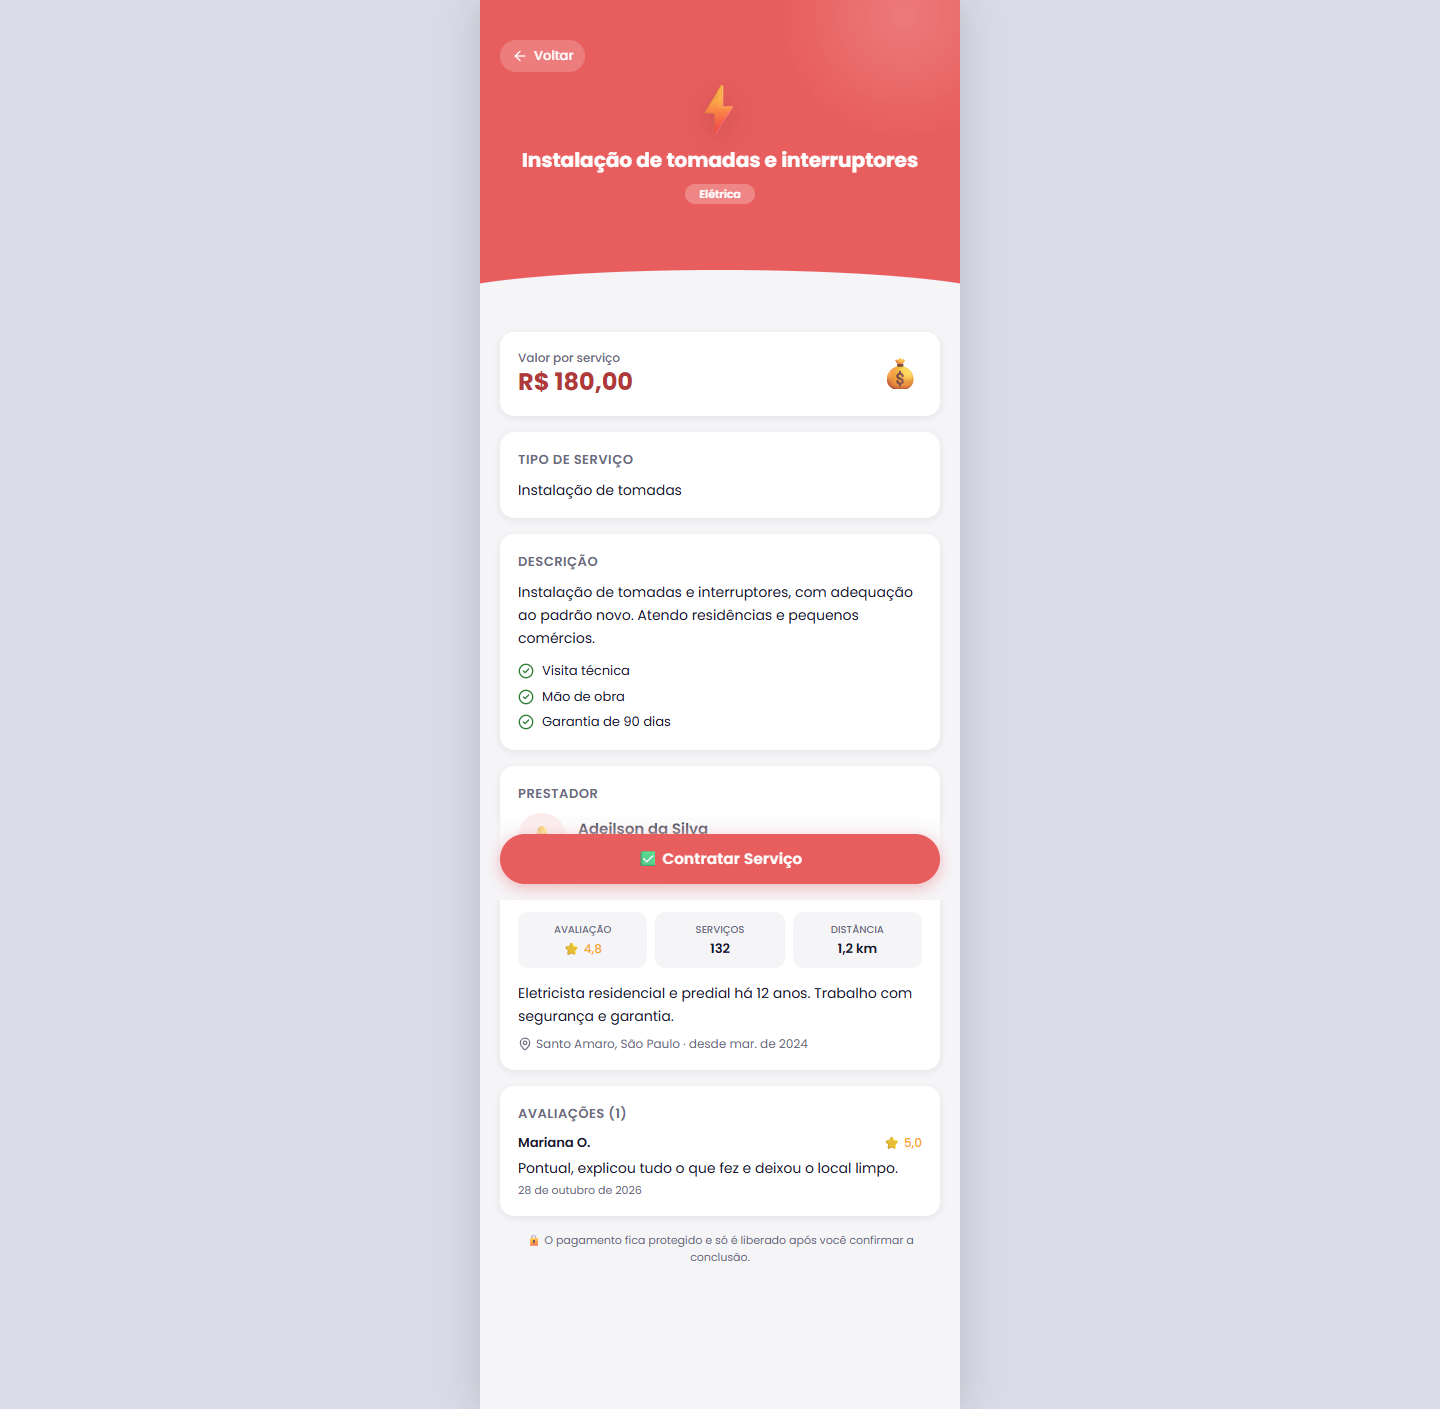 Voltar
Instalação de tomadas e interruptores
Elétrica
Valor por serviço
R$ 180,00
TIPO DE SERVIÇO
Instalação de tomadas
DESCRIÇÃO
Instalação de tomadas e interruptores, com adequação
ao padrão novo. Atendo residências e pequenos
comércios.
Visita técnica
Mão de obra
Garantia de 90 dias
PRESTADOR
Adeilson da Silva
Contratar Serviço
AVALIAÇÃO
4,8
SERVIÇOS
132
DISTÂNCIA
1,2 km
Eletricista residencial e predial há 12 anos. Trabalho com
segurança e garantia.
Santo Amaro, São Paulo · desde mar. de 2024
AVALIAÇÕES (1)
Mariana O.
5,0
Pontual, explicou tudo o que fez e deixou o local limpo.
28 de outubro de 2026
O pagamento fica protegido e só é liberado após você confirmar a
conclusão.